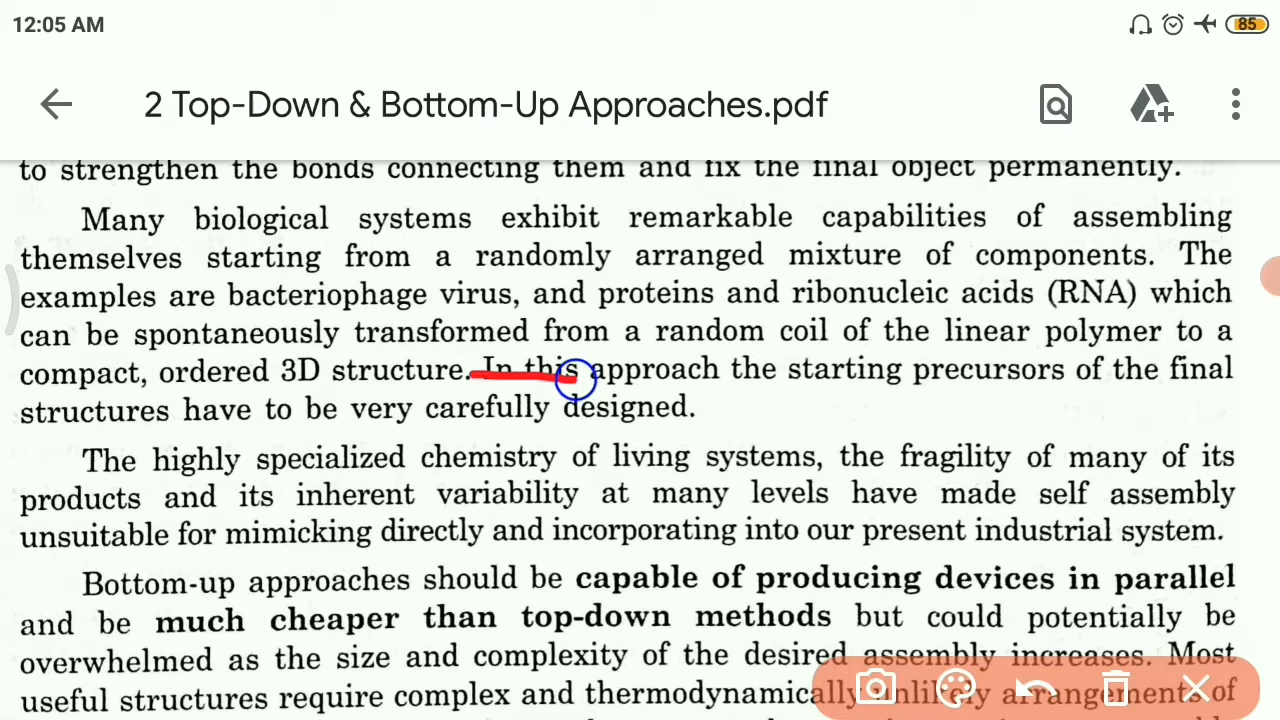 12:05 AM
85
2 Top-Down & Bottom-Up Approaches.pdf
to strengthen the bonds connecting them and fix the final object permanently.
Many biological systems exhibit remarkable capabilities of assembling
themselves starting from a randomly arranged mixture of components. The
examples are bacteriophage virus, and proteins and ribonucleic acids (RNA) which
can be spontaneously transformed from a random coil of the linear polymer to a
compact, ordered 3D structure. In this approach the starting precursors of the final
structures have to be very carefully designed.
The highly specialized chemistry of living systems, the fragility of many of its
products and its inherent variability at many levels have made self assembly
unsuitable for mimicking directly and incorporating into our present industrial system.
Bottom-up approaches should be capable of producing devices in parallel
and be much cheaper than top-down methods but could potentially be
overwhelmed as the size and complexity of the desired assembly increases. Most
useful structures require complex and thermodynamically unlikely arrangements of